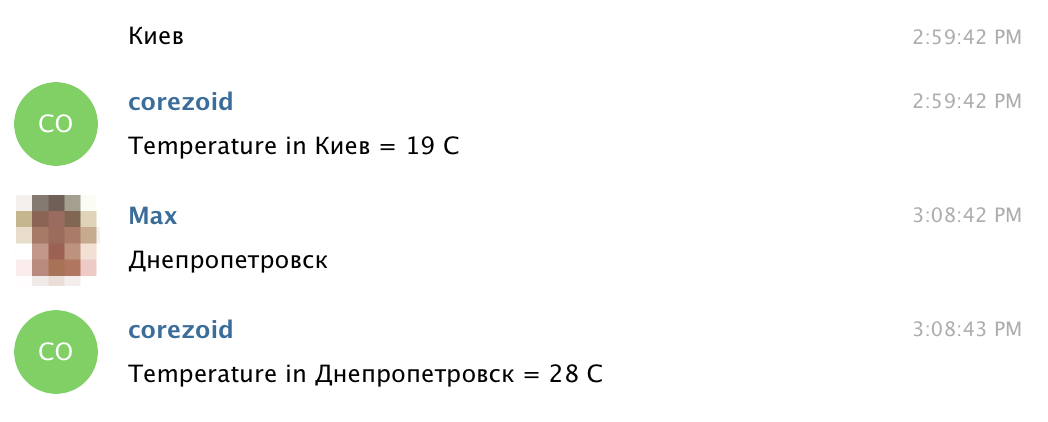 Киев 2:59:42 PM
CO corezoid 2:59:42 PM
Temperature in Киев = 19 C
Max 3:08:42 PM
Днепропетровск
CO corezoid 3:08:43 PM
Temperature in Днепропетровск = 28 C